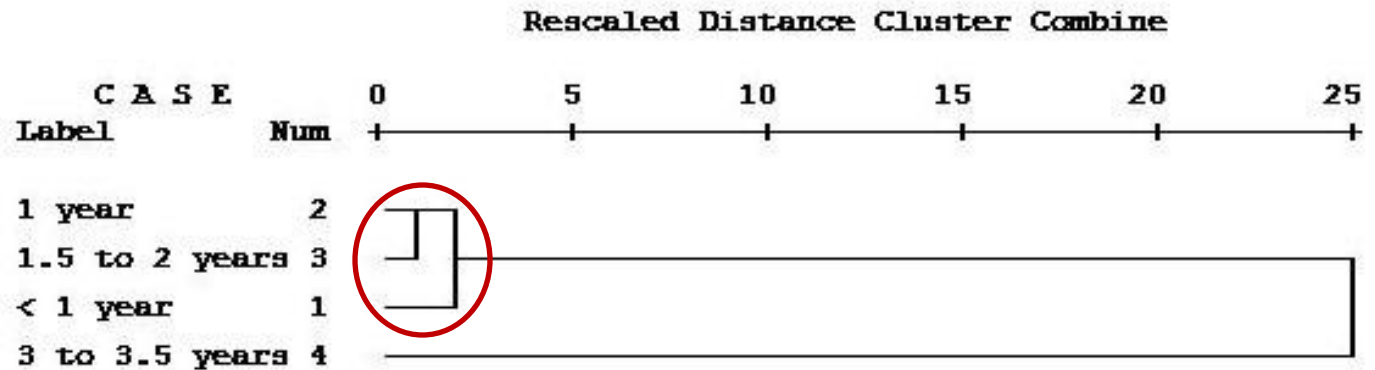 Rescaled Distance Cluster Combine
C A S E 0 5 10 15 20 25
Label Num
1 year 2
1.5 to 2 years 3
< 1 year 1
3 to 3.5 years 4